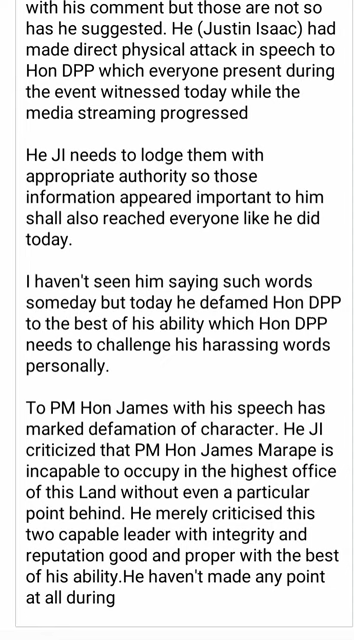 with his comment but those are not so
has he suggested. He (Justin Isaac) had
made direct physical attack in speech to
Hon DPP which everyone present during
the event witnessed today while the
media streaming progressed
He JI needs to lodge them with
appropriate authority so those
information appeared important to him
shall also reached everyone like he did
today.
I haven't seen him saying such words
someday but today he defamed Hon DPP
to the best of his ability which Hon DPP
needs to challenge his harassing words
personally.
To PM Hon James with his speech has
marked defamation of character. He JI
criticized that PM Hon James Marape is
incapable to occupy in the highest office
of this Land without even a particular
point behind. He merely criticised this
two capable leader with integrity and
reputation good and proper with the best
of his ability.He haven't made any point
at all during